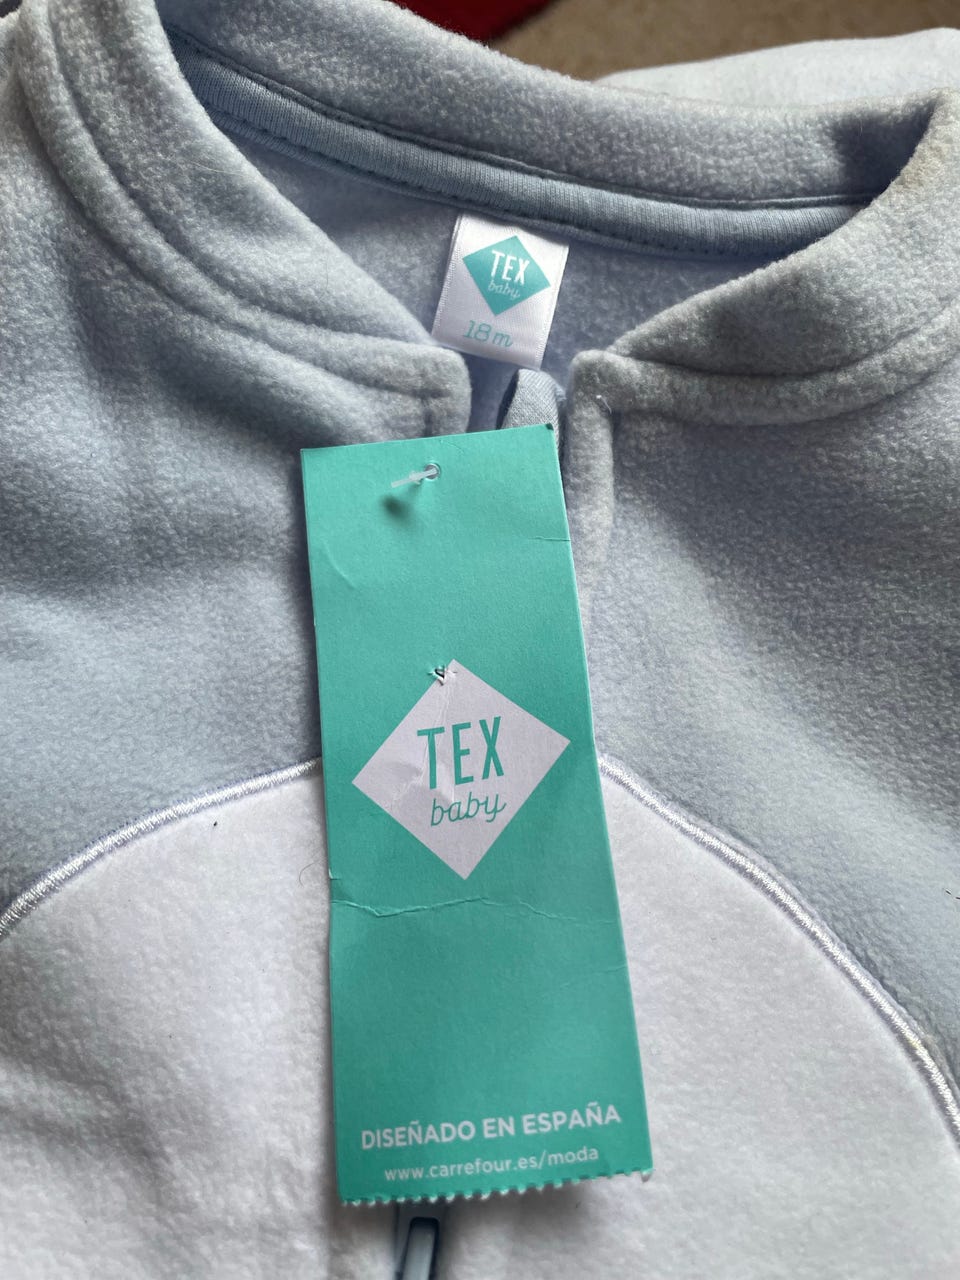 TEX
baby
18m
TEX
baby
DISEÑADO EN ESPAÑA
www.carrefour.es/moda